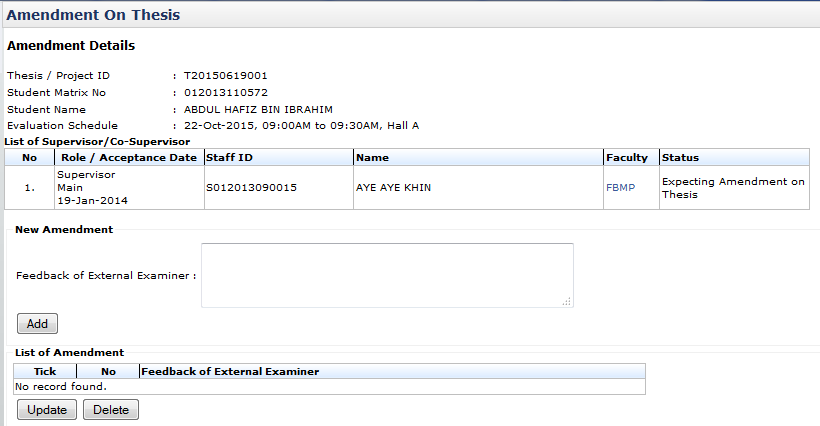 Amendment On Thesis
Amendment Details
Thesis / Project ID : T20150619001
Student Matrix No : 012013110572
Student Name : ABDUL HAFIZ BIN IBRAHIM
Evaluation Schedule : 22-Oct-2015, 09:00AM to 09:30AM, Hall A
List of Supervisor/Co-Supervisor
No Role / Acceptance Date Staff ID Name Faculty Status
1. Supervisor Main 19-Jan-2014 S012013090015 AYE AYE KHIN FBMP Expecting Amendment on Thesis
New Amendment
Feedback of External Examiner :
Add
List of Amendment
Tick No Feedback of External Examiner
No record found.
Update Delete